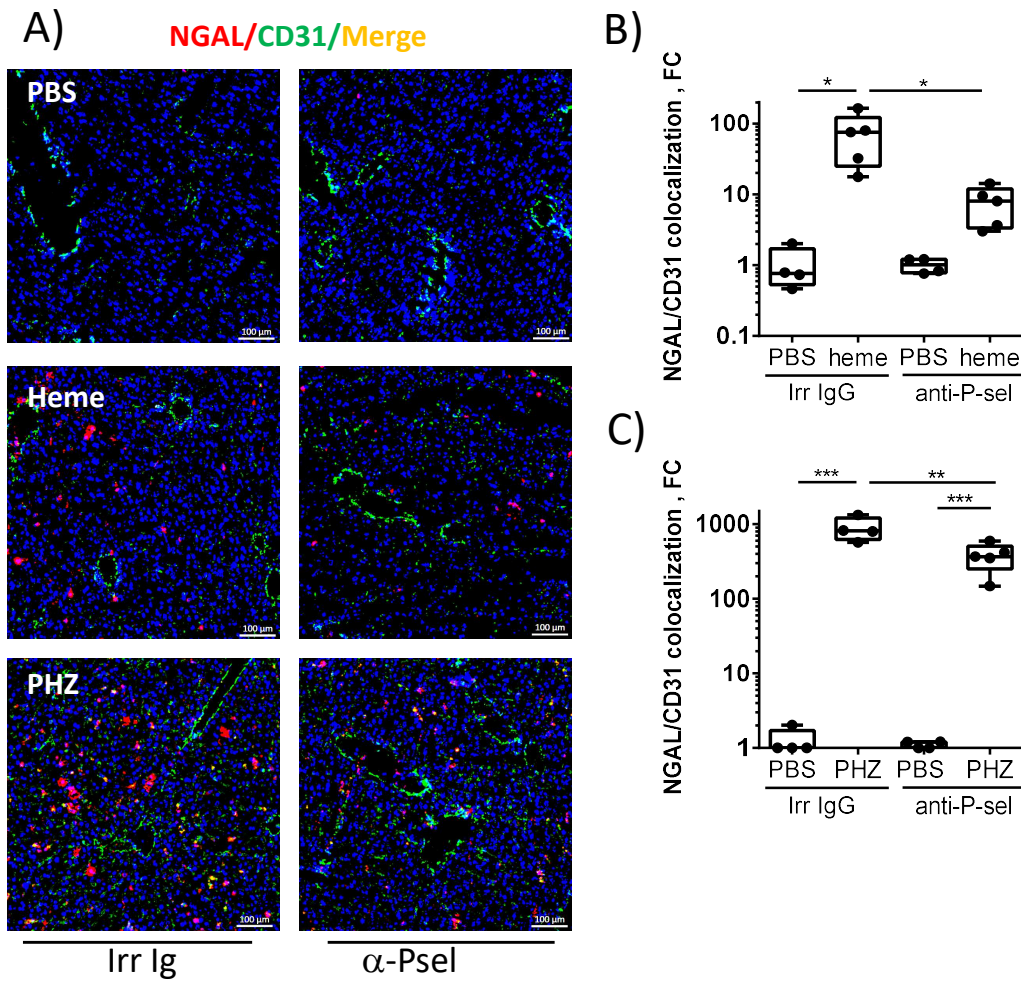 A)
NGAL/CD31/Merge
PBS
100 µm
100 µm
Heme
100 µm
100 µm
PHZ
100 µm
100 µm
Irr Ig
α-Psel
B)
NGAL/CD31 colocalization , FC
100
10
1
0.1
*
*
PBS heme PBS heme
Irr IgG anti-P-sel
C)
NGAL/CD31 colocalization , FC
1000
100
10
1
***
**
***
PBS PHZ PBS PHZ
Irr IgG anti-P-sel